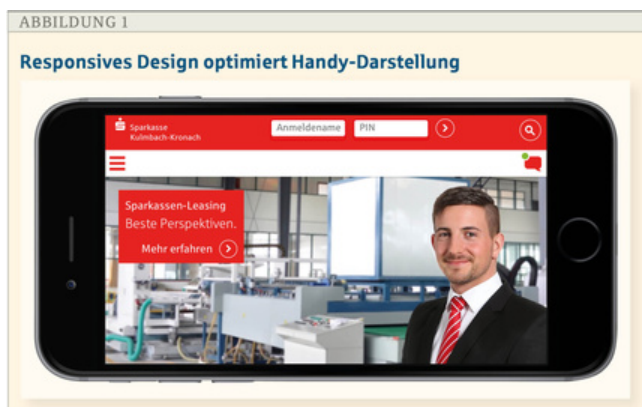 ABBILDUNG 1
Responsives Design optimiert Handy-Darstellung
Sparkasse
Kulmbach-Kronach
Anmeldename
PIN
Sparkassen-Leasing
Beste Perspektiven.
Mehr erfahren